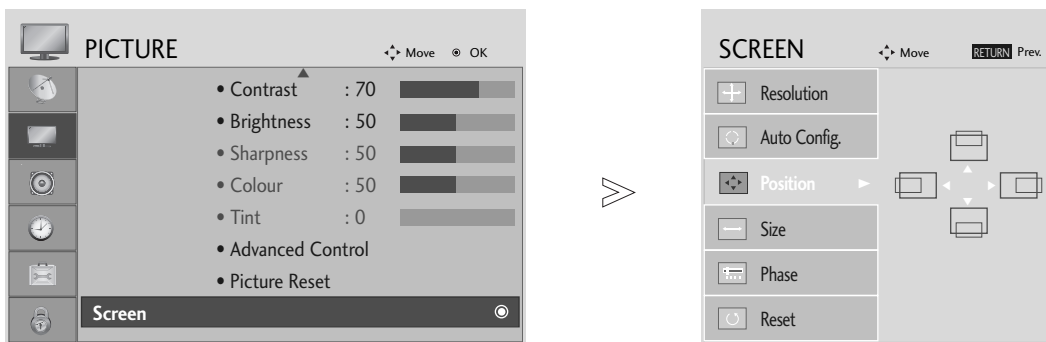 PICTURE Move OK
• Contrast : 70
• Brightness : 50
• Sharpness : 50
• Colour : 50
• Tint : 0
• Advanced Control
• Picture Reset
Screen
SCREEN Move RETURN Prev.
Resolution
Auto Config.
Position
Size
Phase
Reset